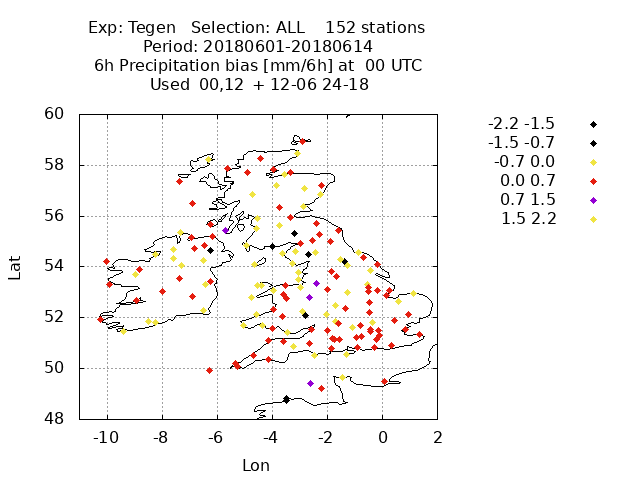 Exp: Tegen   Selection: ALL    152 stations
Period: 20180601-20180614
6h Precipitation bias [mm/6h] at  00 UTC
Used 00,12  + 12-06 24-18
-2.2 -1.5
-1.5 -0.7
-0.7 0.0
0.0 0.7
0.7 1.5
1.5 2.2
60
58
56
54
52
50
48
Lat
-10 -8 -6 -4 -2 0 2
Lon